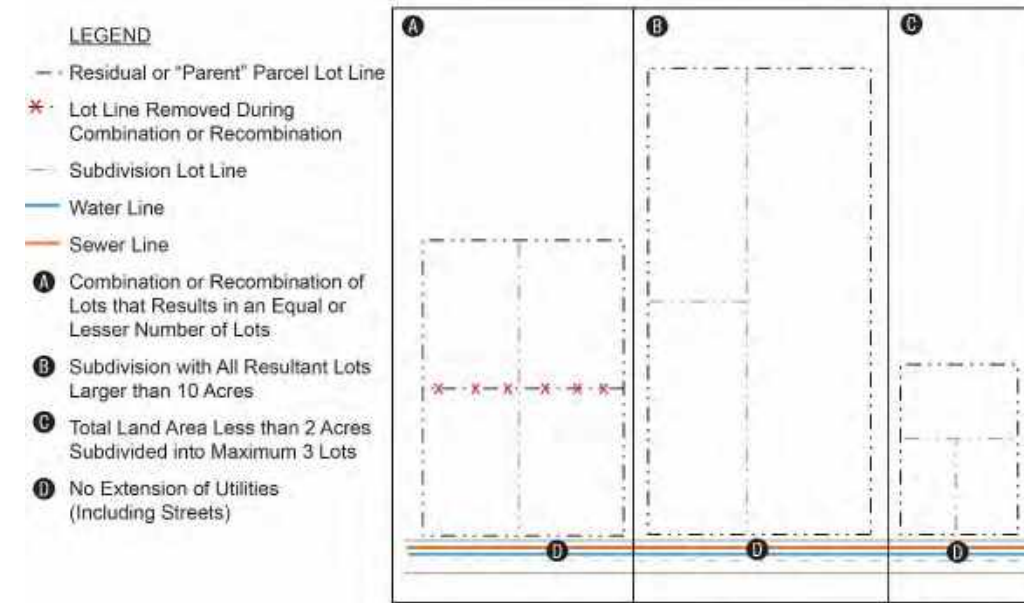 LEGEND
Residual or "Parent" Parcel Lot Line
Lot Line Removed During
Combination or Recombination
Subdivision Lot Line
Water Line
Sewer Line
A Combination or Recombination of
Lots that Results in an Equal or
Lesser Number of Lots
B Subdivision with All Resultant Lots
Larger than 10 Acres
C Total Land Area Less than 2 Acres
Subdivided into Maximum 3 Lots
D No Extension of Utilities
(Including Streets)
A
B
C
D
D
D